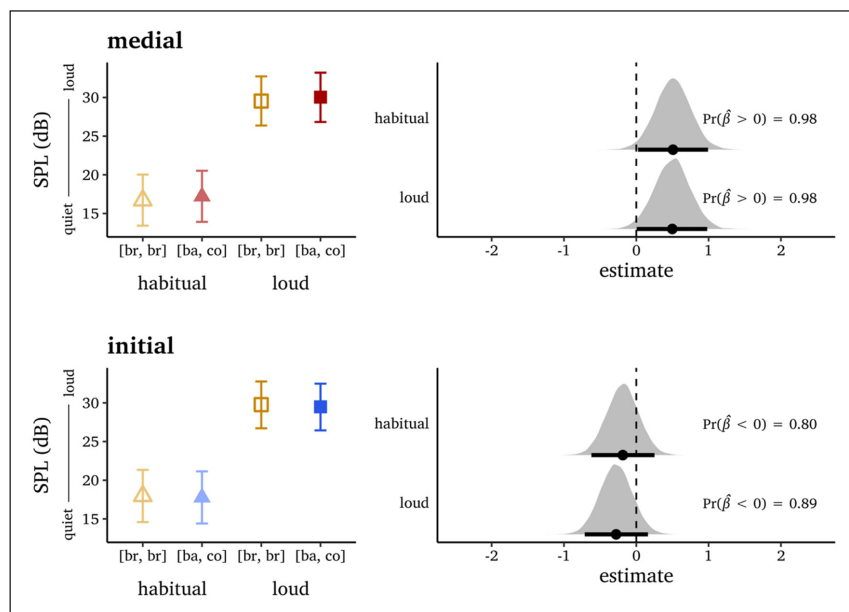 medial
SPL (dB)
quiet loud
30
25
20
15
[br, br] [ba, co] [br, br] [ba, co]
habitual loud
habitual Pr(β̂ > 0) = 0.98
loud Pr(β̂ > 0) = 0.98
-2 -1 0 1 2
estimate
initial
SPL (dB)
quiet loud
30
25
20
15
[br, br] [ba, co] [br, br] [ba, co]
habitual loud
habitual Pr(β̂ < 0) = 0.80
loud Pr(β̂ < 0) = 0.89
-2 -1 0 1 2
estimate